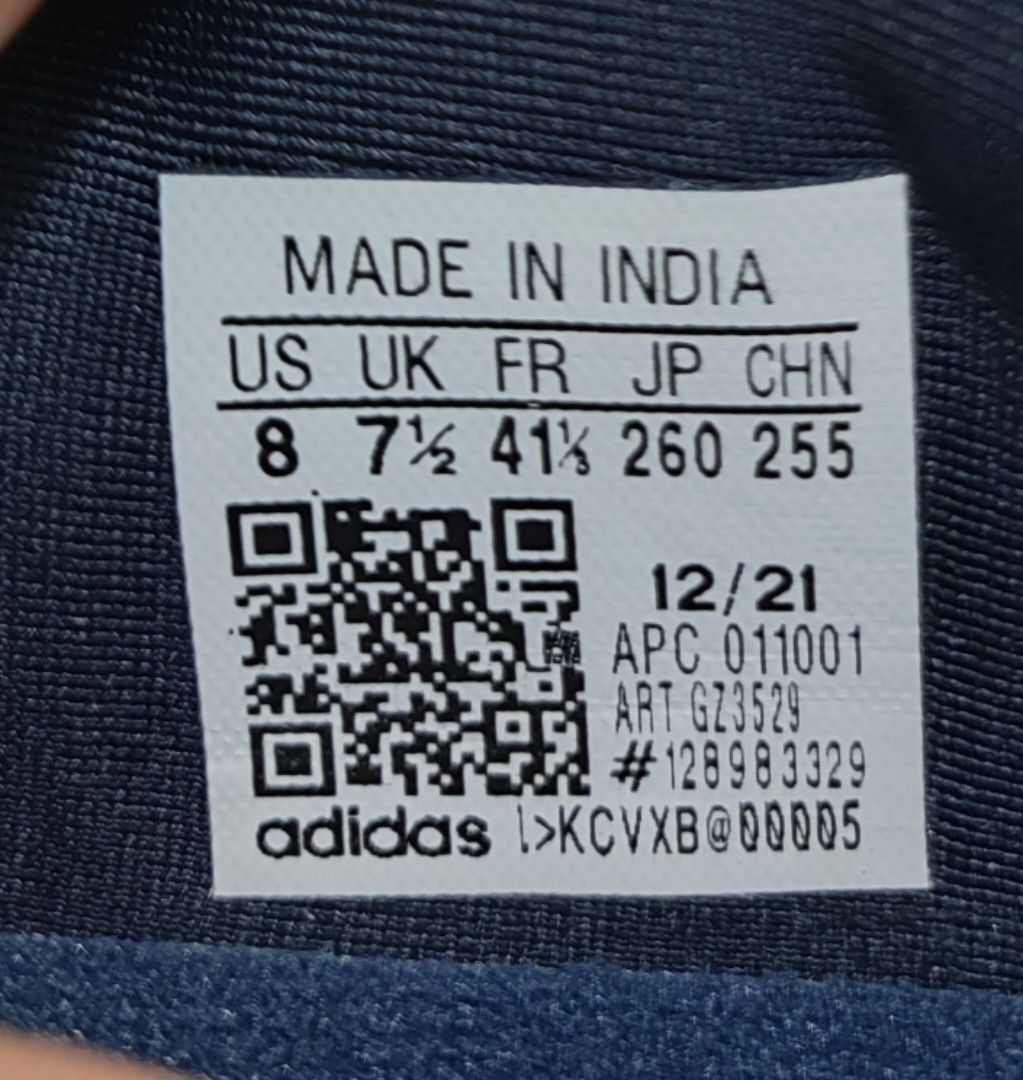 MADE IN INDIA
US UK FR JP CHN
8 7½ 41⅓ 260 255
12/21
APC 011001
ART GZ3529
#128983329
adidas l>KCVXB@00005